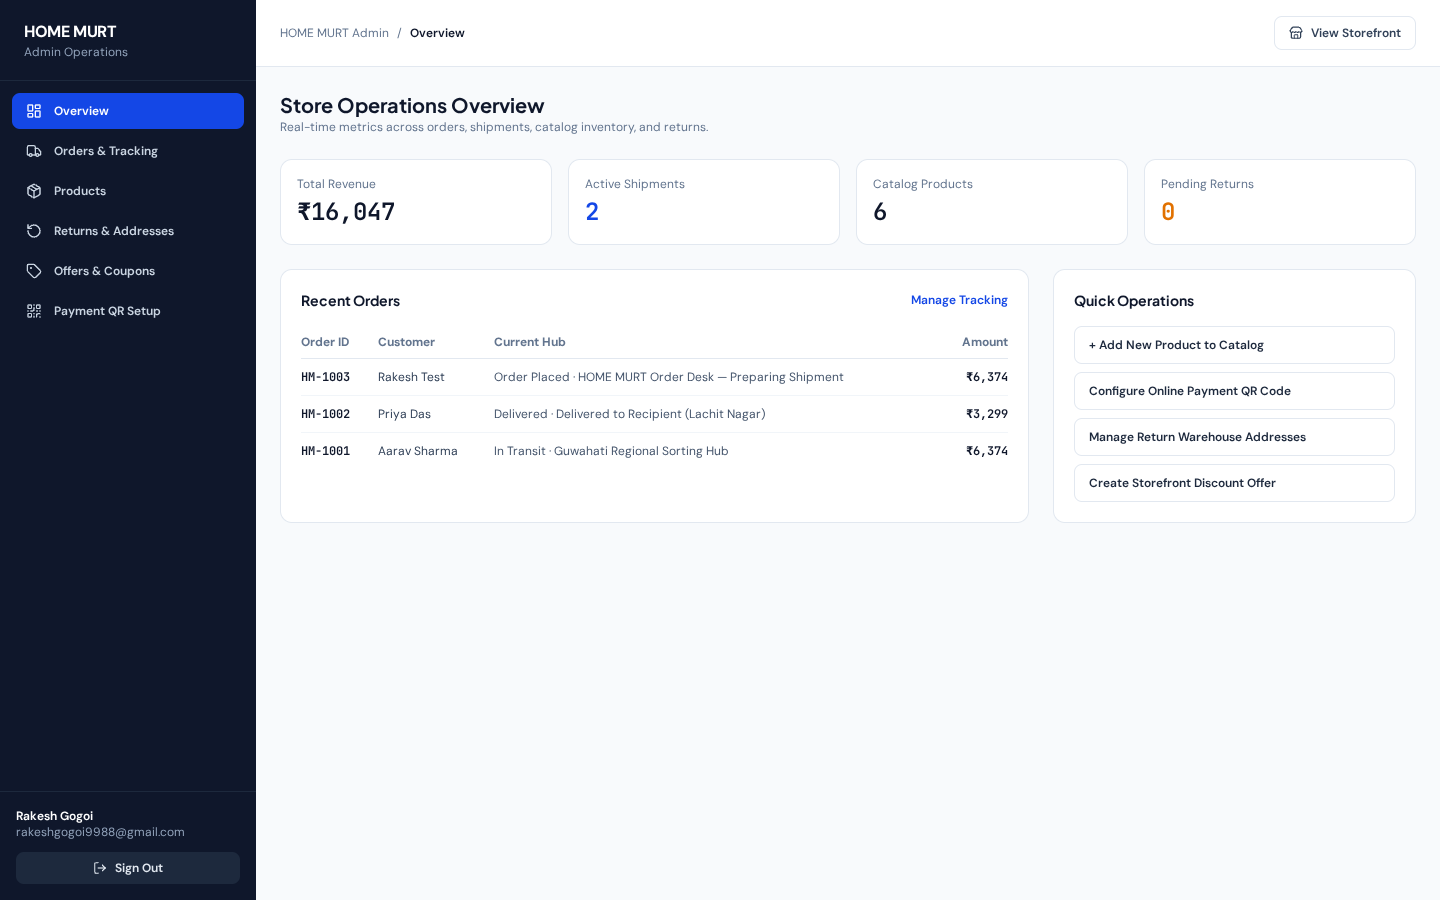 HOME MURT
Admin Operations
Overview
Orders & Tracking
Products
Returns & Addresses
Offers & Coupons
Payment QR Setup
Rakesh Gogoi
rakeshgogoi9988@gmail.com
Sign Out
HOME MURT Admin / Overview
View Storefront
Store Operations Overview
Real-time metrics across orders, shipments, catalog inventory, and returns.
Total Revenue
₹16,047
Active Shipments
2
Catalog Products
6
Pending Returns
0
Recent Orders
Manage Tracking
Order ID Customer Current Hub Amount
HM-1003 Rakesh Test Order Placed · HOME MURT Order Desk — Preparing Shipment ₹6,374
HM-1002 Priya Das Delivered · Delivered to Recipient (Lachit Nagar) ₹3,299
HM-1001 Aarav Sharma In Transit · Guwahati Regional Sorting Hub ₹6,374
Quick Operations
+ Add New Product to Catalog
Configure Online Payment QR Code
Manage Return Warehouse Addresses
Create Storefront Discount Offer